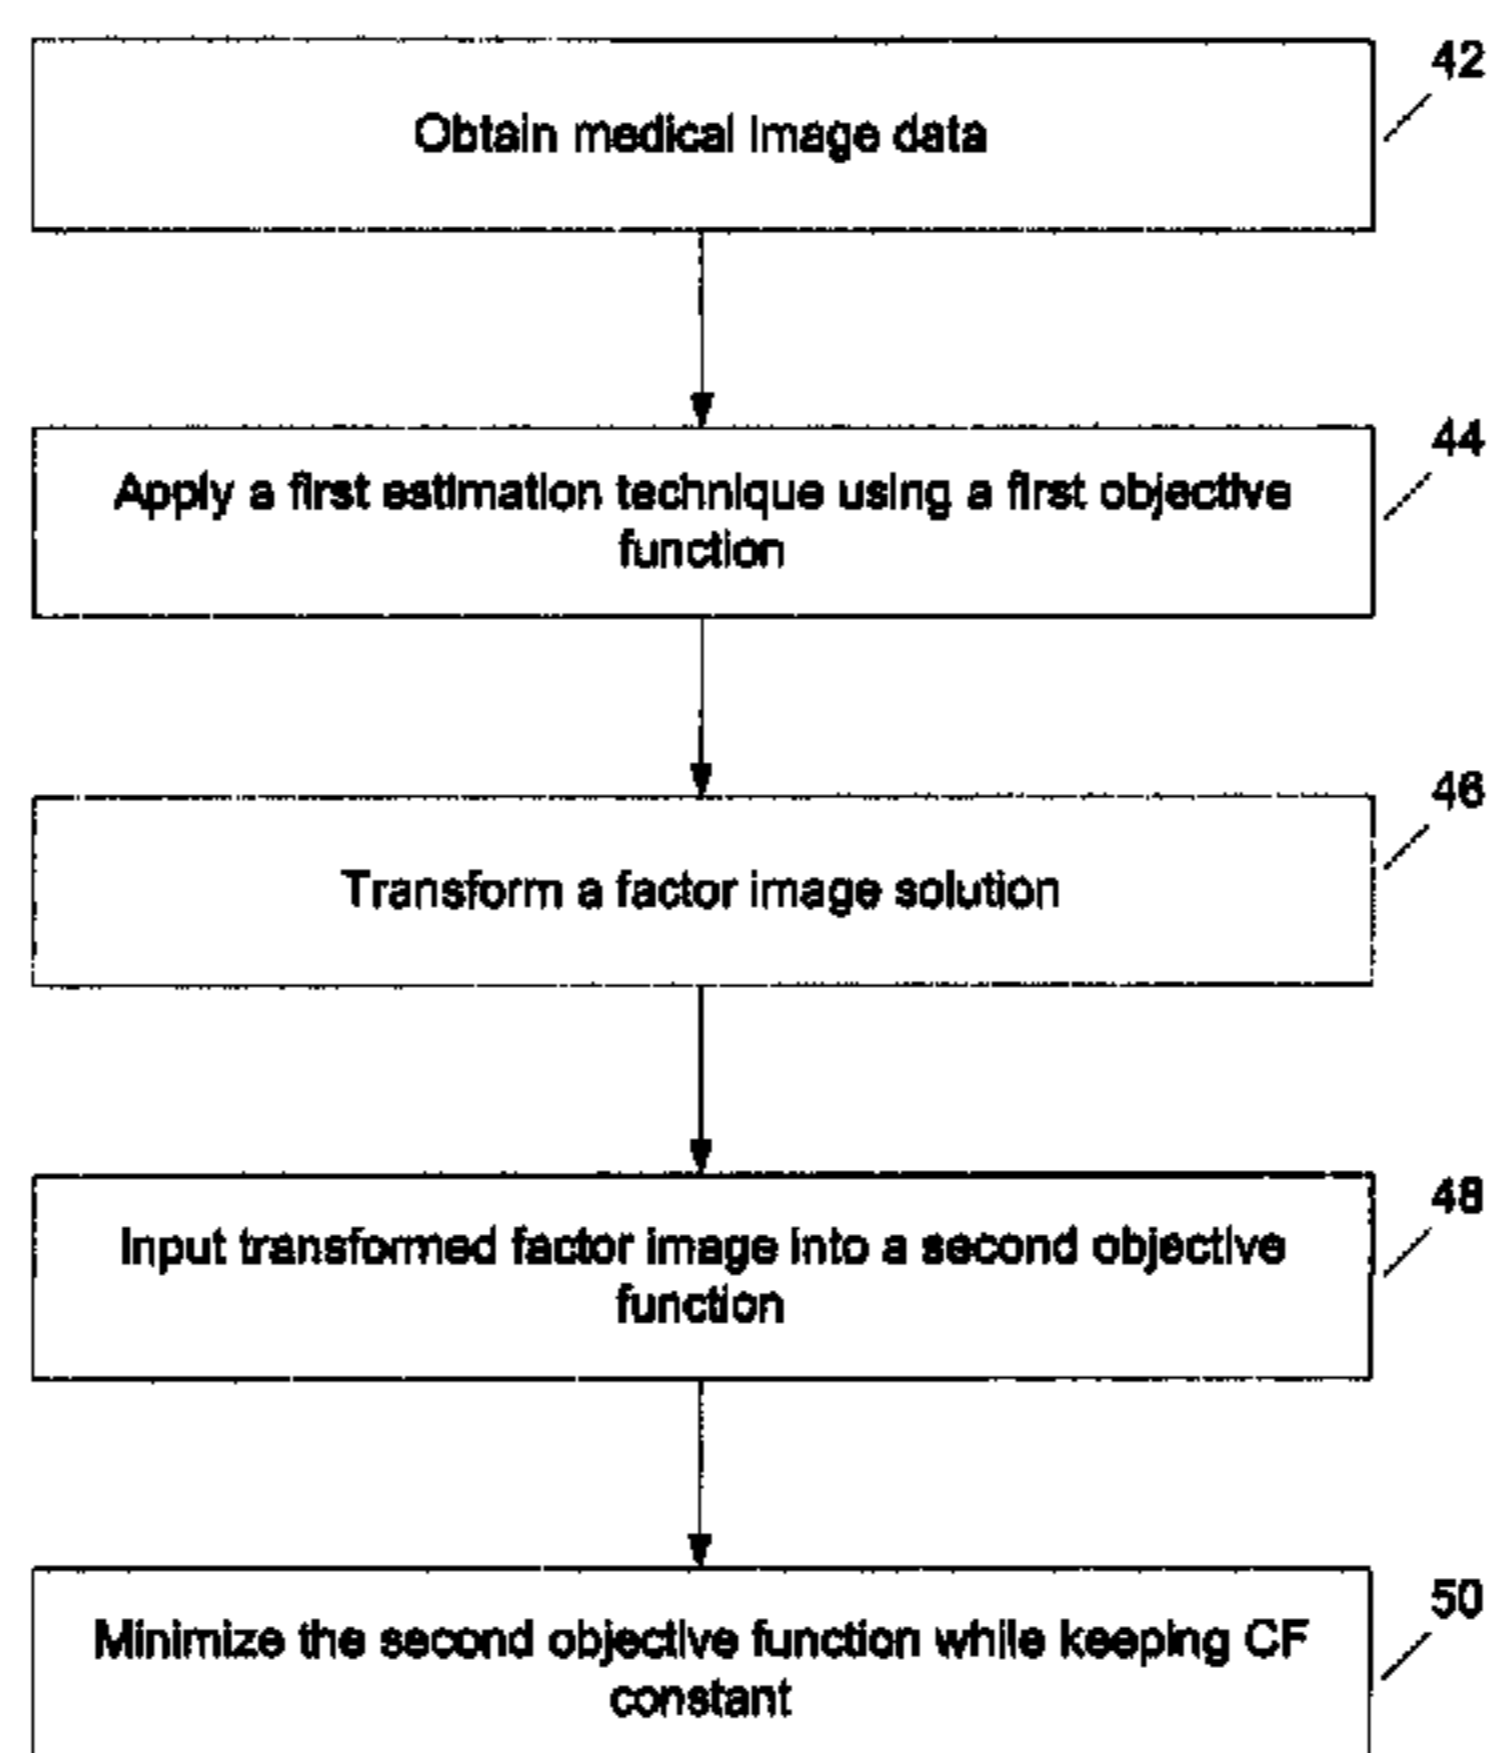 42
Obtain medical Image data
44
Apply a first estimation technique using a first objective
function
46
Transform a factor image solution
48
Input transformed factor image into a second objective
function
50
Minimize the second objective function while keeping CF
constant